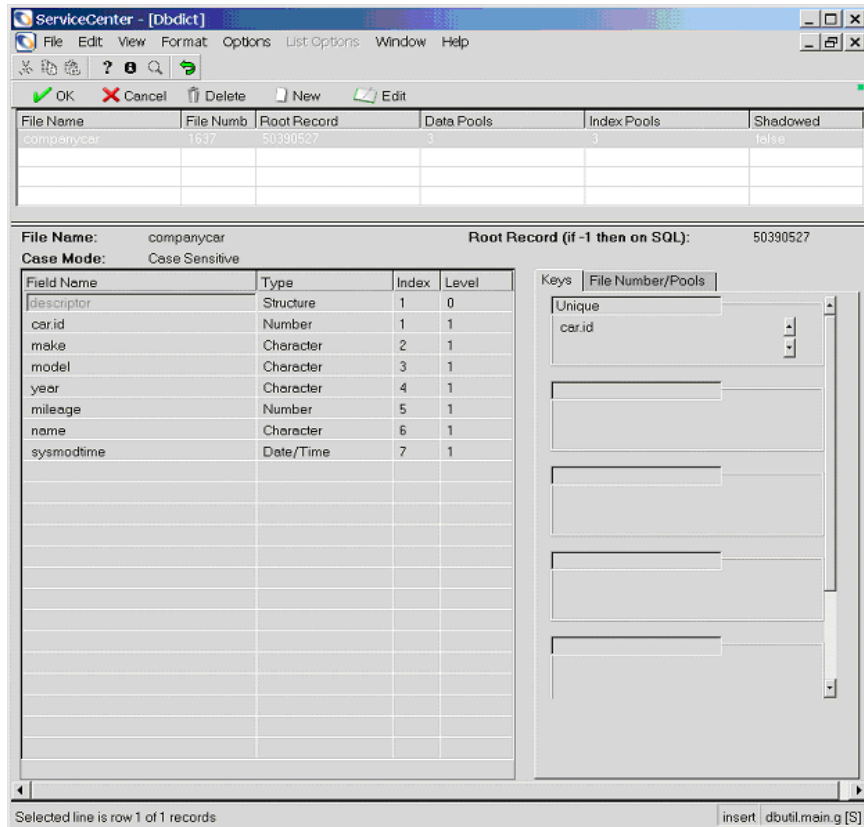 ServiceCenter - [Dbdict]
File Edit View Format Options List Options Window Help
OK Cancel Delete New Edit
File Name File Numb Root Record Data Pools Index Pools Shadowed
companycar 1637 50390527 3 3 false
File Name: companycar Root Record (if -1 then on SQL): 50390527
Case Mode: Case Sensitive
Field Name Type Index Level
descriptor Structure 1 0
car.id Number 1 1
make Character 2 1
model Character 3 1
year Character 4 1
mileage Number 5 1
name Character 6 1
sysmodtime Date/Time 7 1
Keys File Number/Pools
Unique
car.id
Selected line is row 1 of 1 records insert dbutil.main.g [S]